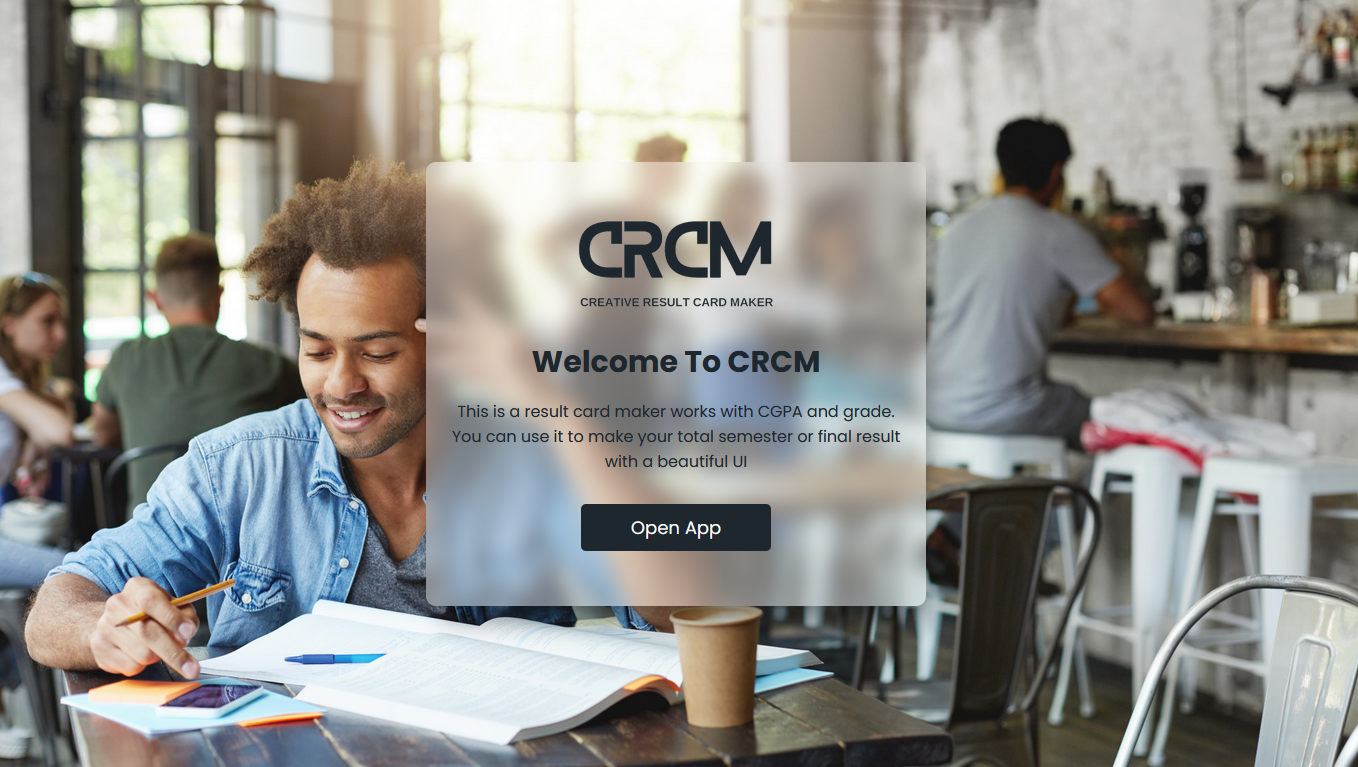 CRCM
CREATIVE RESULT CARD MAKER
Welcome To CRCM
This is a result card maker works with CGPA and grade.
You can use it to make your total semester or final result
with a beautiful UI
Open App